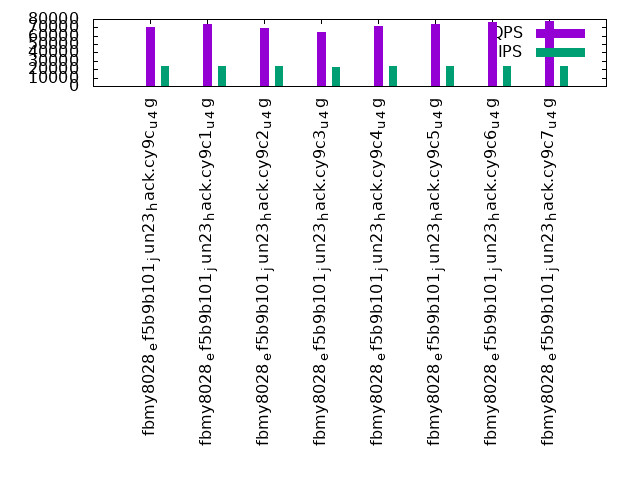 80000
70000
60000
50000
40000
30000
20000
10000
0
QPS
IPS
fbmy8028ef5b9b101jun23hack.cy9cu4g
fbmy8028ef5b9b101jun23hack.cy9c1u4g
fbmy8028ef5b9b101jun23hack.cy9c2u4g
fbmy8028ef5b9b101jun23hack.cy9c3u4g
fbmy8028ef5b9b101jun23hack.cy9c4u4g
fbmy8028ef5b9b101jun23hack.cy9c5u4g
fbmy8028ef5b9b101jun23hack.cy9c6u4g
fbmy8028ef5b9b101jun23hack.cy9c7u4g